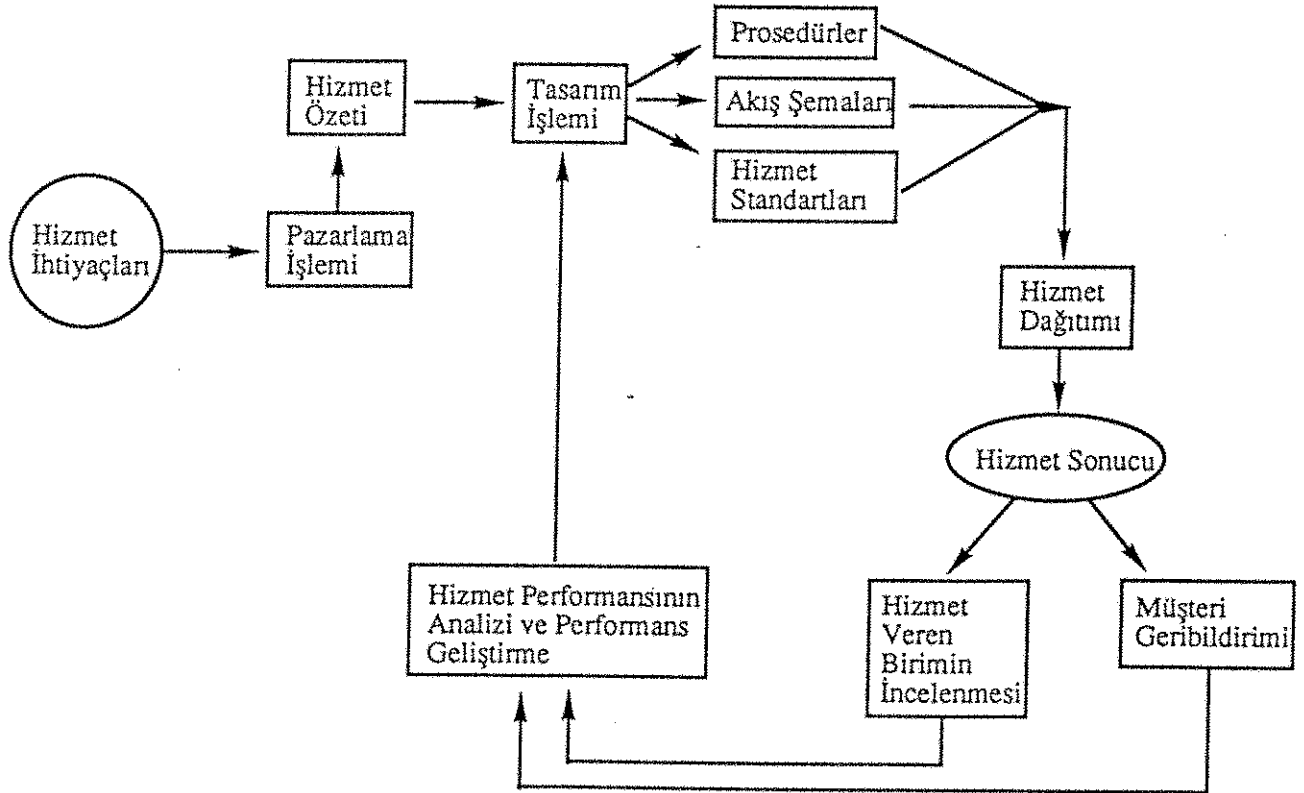 Prosedürler
Hizmet
Özeti
Tasarım
İşlemi
Akış Şemaları
Hizmet
Standartları
Hizmet
İhtiyaçları
Pazarlama
İşlemi
Hizmet
Dağıtımı
Hizmet Sonucu
Hizmet Performansının
Analizi ve Performans
Geliştirme
Hizmet
Veren
Birimin
İncelenmesi
Müşteri
Geribildirimi